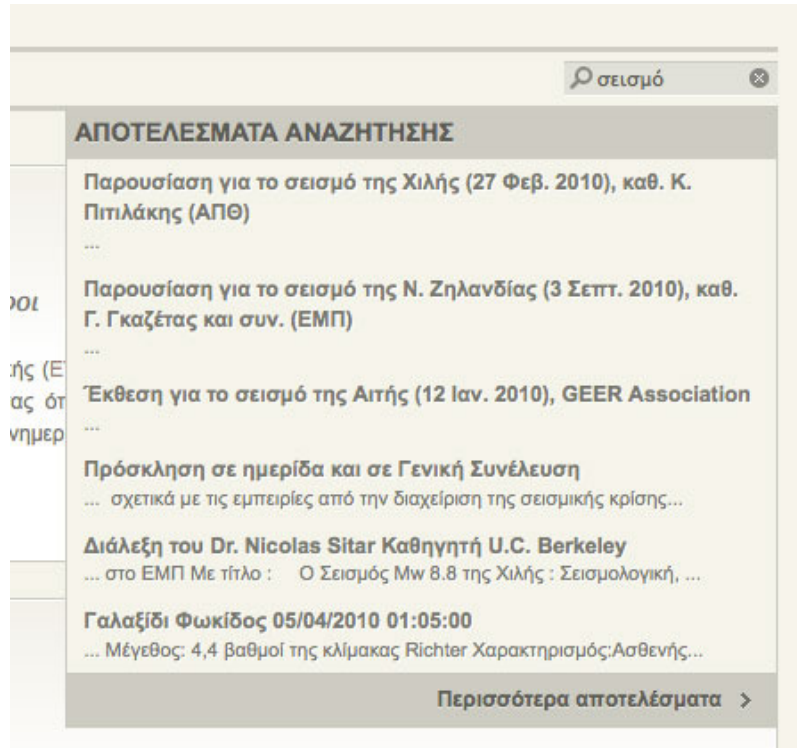 σεισμό
ΑΠΟΤΕΛΕΣΜΑΤΑ ΑΝΑΖΗΤΗΣΗΣ
Παρουσίαση για το σεισμό της Χιλής (27 Φεβ. 2010), καθ. Κ.
Πιτιλάκης (ΑΠΘ)
...
Παρουσίαση για το σεισμό της Ν. Ζηλανδίας (3 Σεπτ. 2010), καθ.
Γ. Γκαζέτας και συν. (ΕΜΠ)
...
Έκθεση για το σεισμό της Αιτής (12 Ιαν. 2010), GEER Association
...
Πρόσκληση σε ημερίδα και σε Γενική Συνέλευση
... σχετικά με τις εμπειρίες από την διαχείριση της σεισμικής κρίσης...
Διάλεξη του Dr. Nicolas Sitar Καθηγητή U.C. Berkeley
... στο ΕΜΠ Με τίτλο : Ο Σεισμός Mw 8.8 της Χιλής : Σεισμολογική, ...
Γαλαξίδι Φωκίδος 05/04/2010 01:05:00
... Μέγεθος: 4,4 βαθμοί της κλίμακας Richter Χαρακτηρισμός:Ασθενής...
Περισσότερα αποτελέσματα >